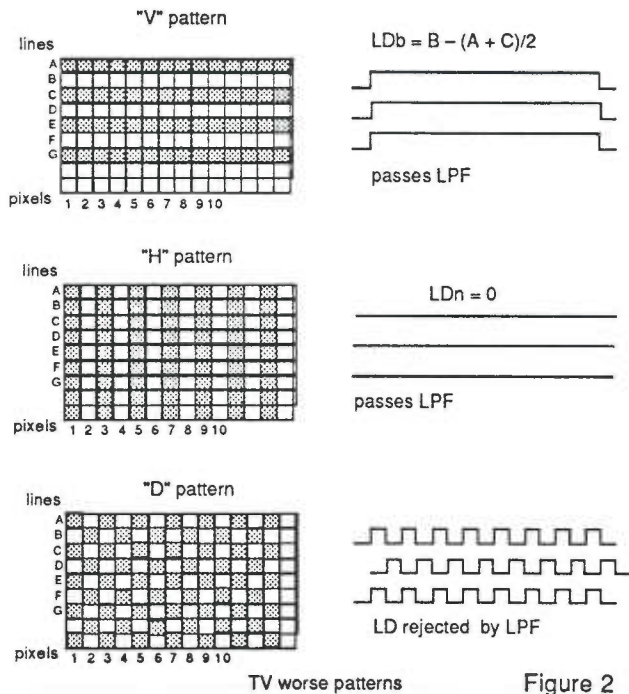 "V" pattern
lines
A
B
C
D
E
F
G
pixels 1 2 3 4 5 6 7 8 9 10
LDb = B – (A + C)/2
passes LPF
"H" pattern
lines
A
B
C
D
E
F
G
pixels 1 2 3 4 5 6 7 8 9 10
LDn = 0
passes LPF
"D" pattern
lines
A
B
C
D
E
F
G
pixels 1 2 3 4 5 6 7 8 9 10
LD rejected by LPF
TV worse patterns
Figure 2